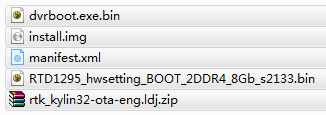 dvrboot.exe.bin
install.img
manifest.xml
RTD1295_hwsetting_BOOT_2DDR4_8Gb_s2133.bin
rtk_kylin32-ota-eng.ldj.zip